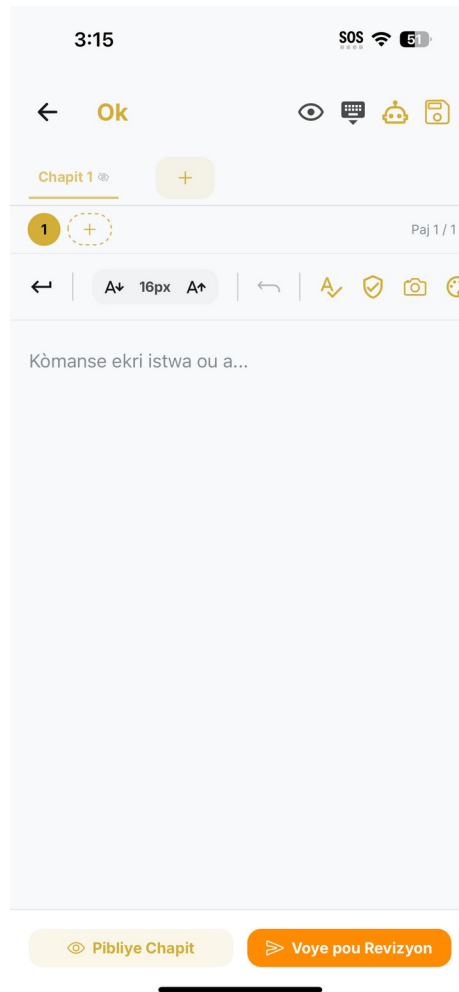 3:15
SOS
51
Ok
Chapit 1
+
1
+
Paj 1 / 1
A 16px A
Kòmanse ekri istwa ou a...
Pibliye Chapit
Voye pou Revizyon